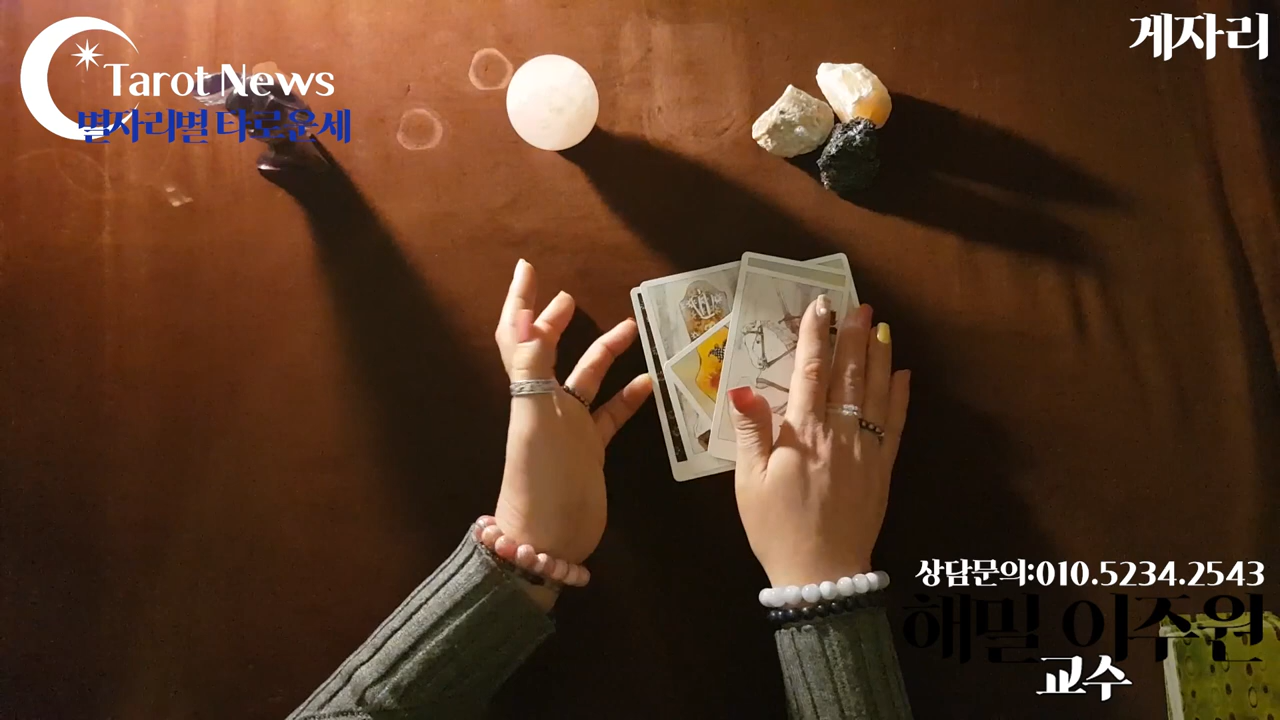 게자리
Tarot News
별자리별 타로운세
상담문의:010.5234.2543
해밀 이주원
교수